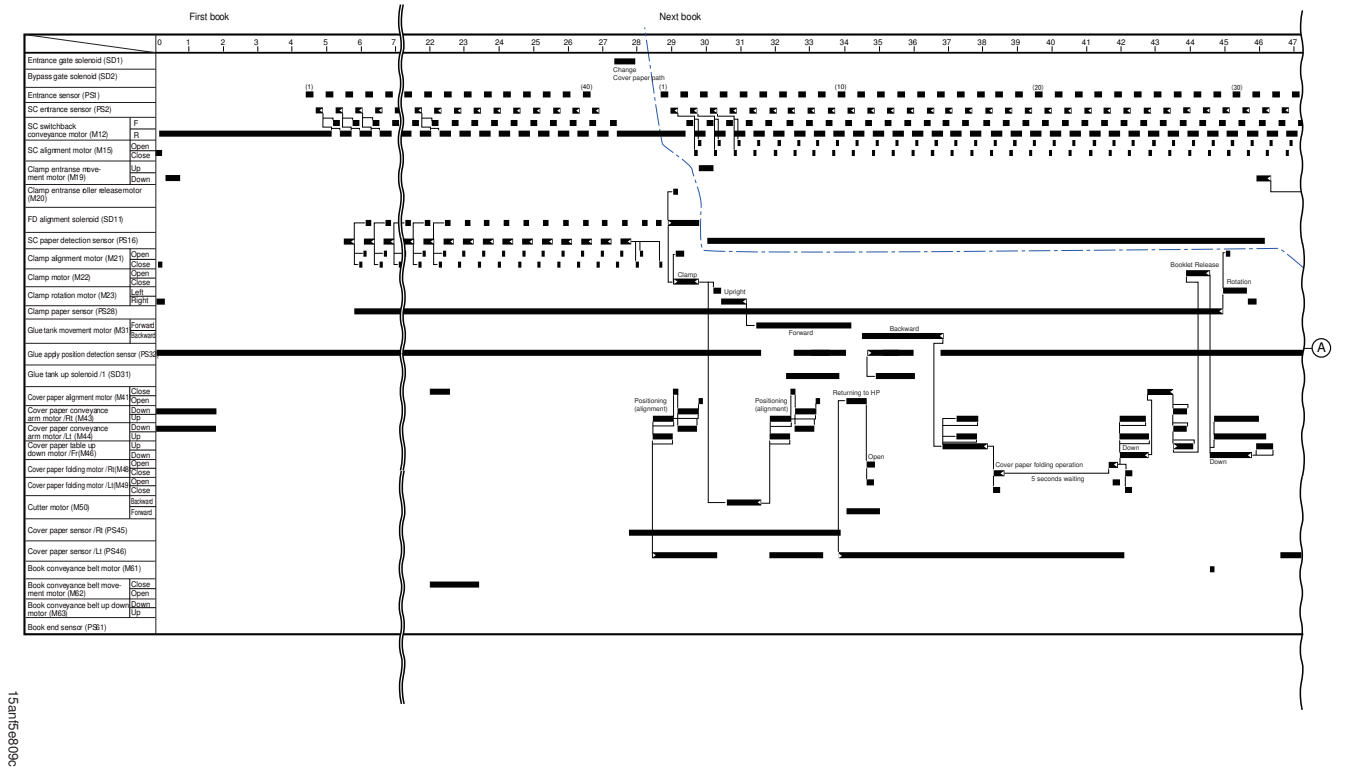 First book
Next book
0 1 2 3 4 5 6 7 22 23 24 25 26 27 28 29 30 31 32 33 34 35 36 37 38 39 40 41 42 43 44 45 46 47
Entrance gate solenoid (SD1)
Change
Cover paper path
Bypass gate solenoid (SD2)
(1) (40) (1) (10) (20) (30)
Entrance sensor (PS1)
SC entrance sensor (PS2)
SC switchback
conveyance motor (M12)
F
R
SC alignment motor (M15)
Open
Close
Clamp entranse move-
ment motor (M19)
Up
Down
Clamp entranse roller release motor
(M20)
FD alignment solenoid (SD11)
SC paper detection sensor (PS16)
Clamp alignment motor (M21)
Open
Close
Clamp motor (M22)
Open
Close
Clamp
Booklet Release
Clamp rotation motor (M23)
Left
Right
Upright
Rotation
Clamp paper sensor (PS28)
Glue tank movement motor (M31
Forward
Backward
Forward
Backward
Glue apply position detection sensor (PS32
A
Glue tank up solenoid /1 (SD31)
Cover paper alignment motor (M41
Close
Open
Positioning
(alignment)
Positioning
(alignment)
Returning to HP
Cover paper conveyance
arm motor /Rt (M43)
Down
Up
Cover paper conveyance
arm motor /Lt (M44)
Down
Up
Cover paper table up
down motor /Fr(M46)
Up
Down
Down
Down
Cover paper folding motor /Rt(M48
Open
Close
Open
Cover paper folding operation
5 seconds waiting
Cover paper folding motor /Lt(M49
Open
Close
Cutter motor (M50)
Backward
Forward
Cover paper sensor /Rt (PS45)
Cover paper sensor /Lt (PS46)
Book conveyance belt motor (M61)
Book conveyance belt move-
ment motor (M62)
Close
Open
Book conveyance belt up down
motor (M63)
Down
Up
Book end sensor (PS61)
15anf5e809c